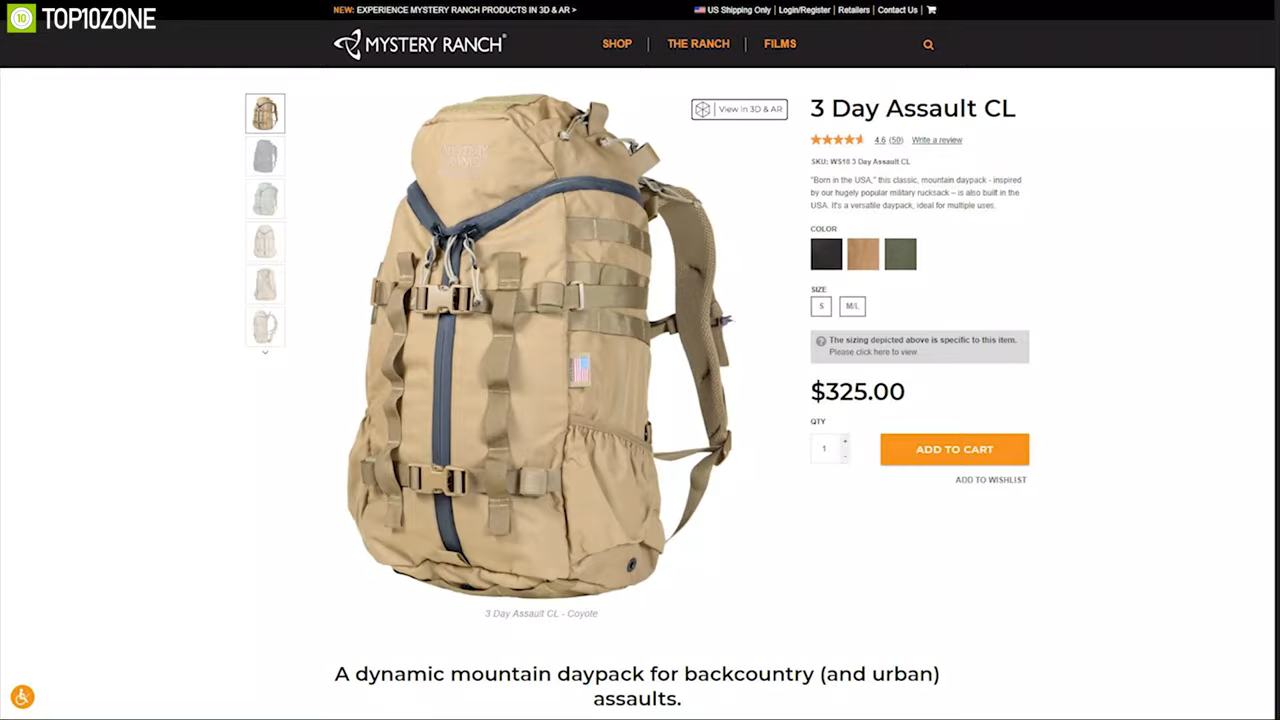 10 TOP10ZONE
NEW: EXPERIENCE MYSTERY RANCH PRODUCTS IN 3D & AR >
US Shipping Only | Login/Register | Retailers | Contact Us |
MYSTERY RANCH®
SHOP | THE RANCH | FILMS
View in 3D & AR
3 Day Assault CL
4.6 (50) Write a review
SKU: WS18 3 Day Assault CL
"Born in the USA," this classic, mountain daypack - inspired
by our hugely popular military rucksack – is also built in the
USA. It's a versatile daypack, ideal for multiple uses.
COLOR
SIZE
S M/L
? The sizing depicted above is specific to this item.
Please click here to view.
$325.00
QTY
1
ADD TO CART
ADD TO WISHLIST
MYSTERY
RANCH
3 Day Assault CL - Coyote
A dynamic mountain daypack for backcountry (and urban)
assaults.